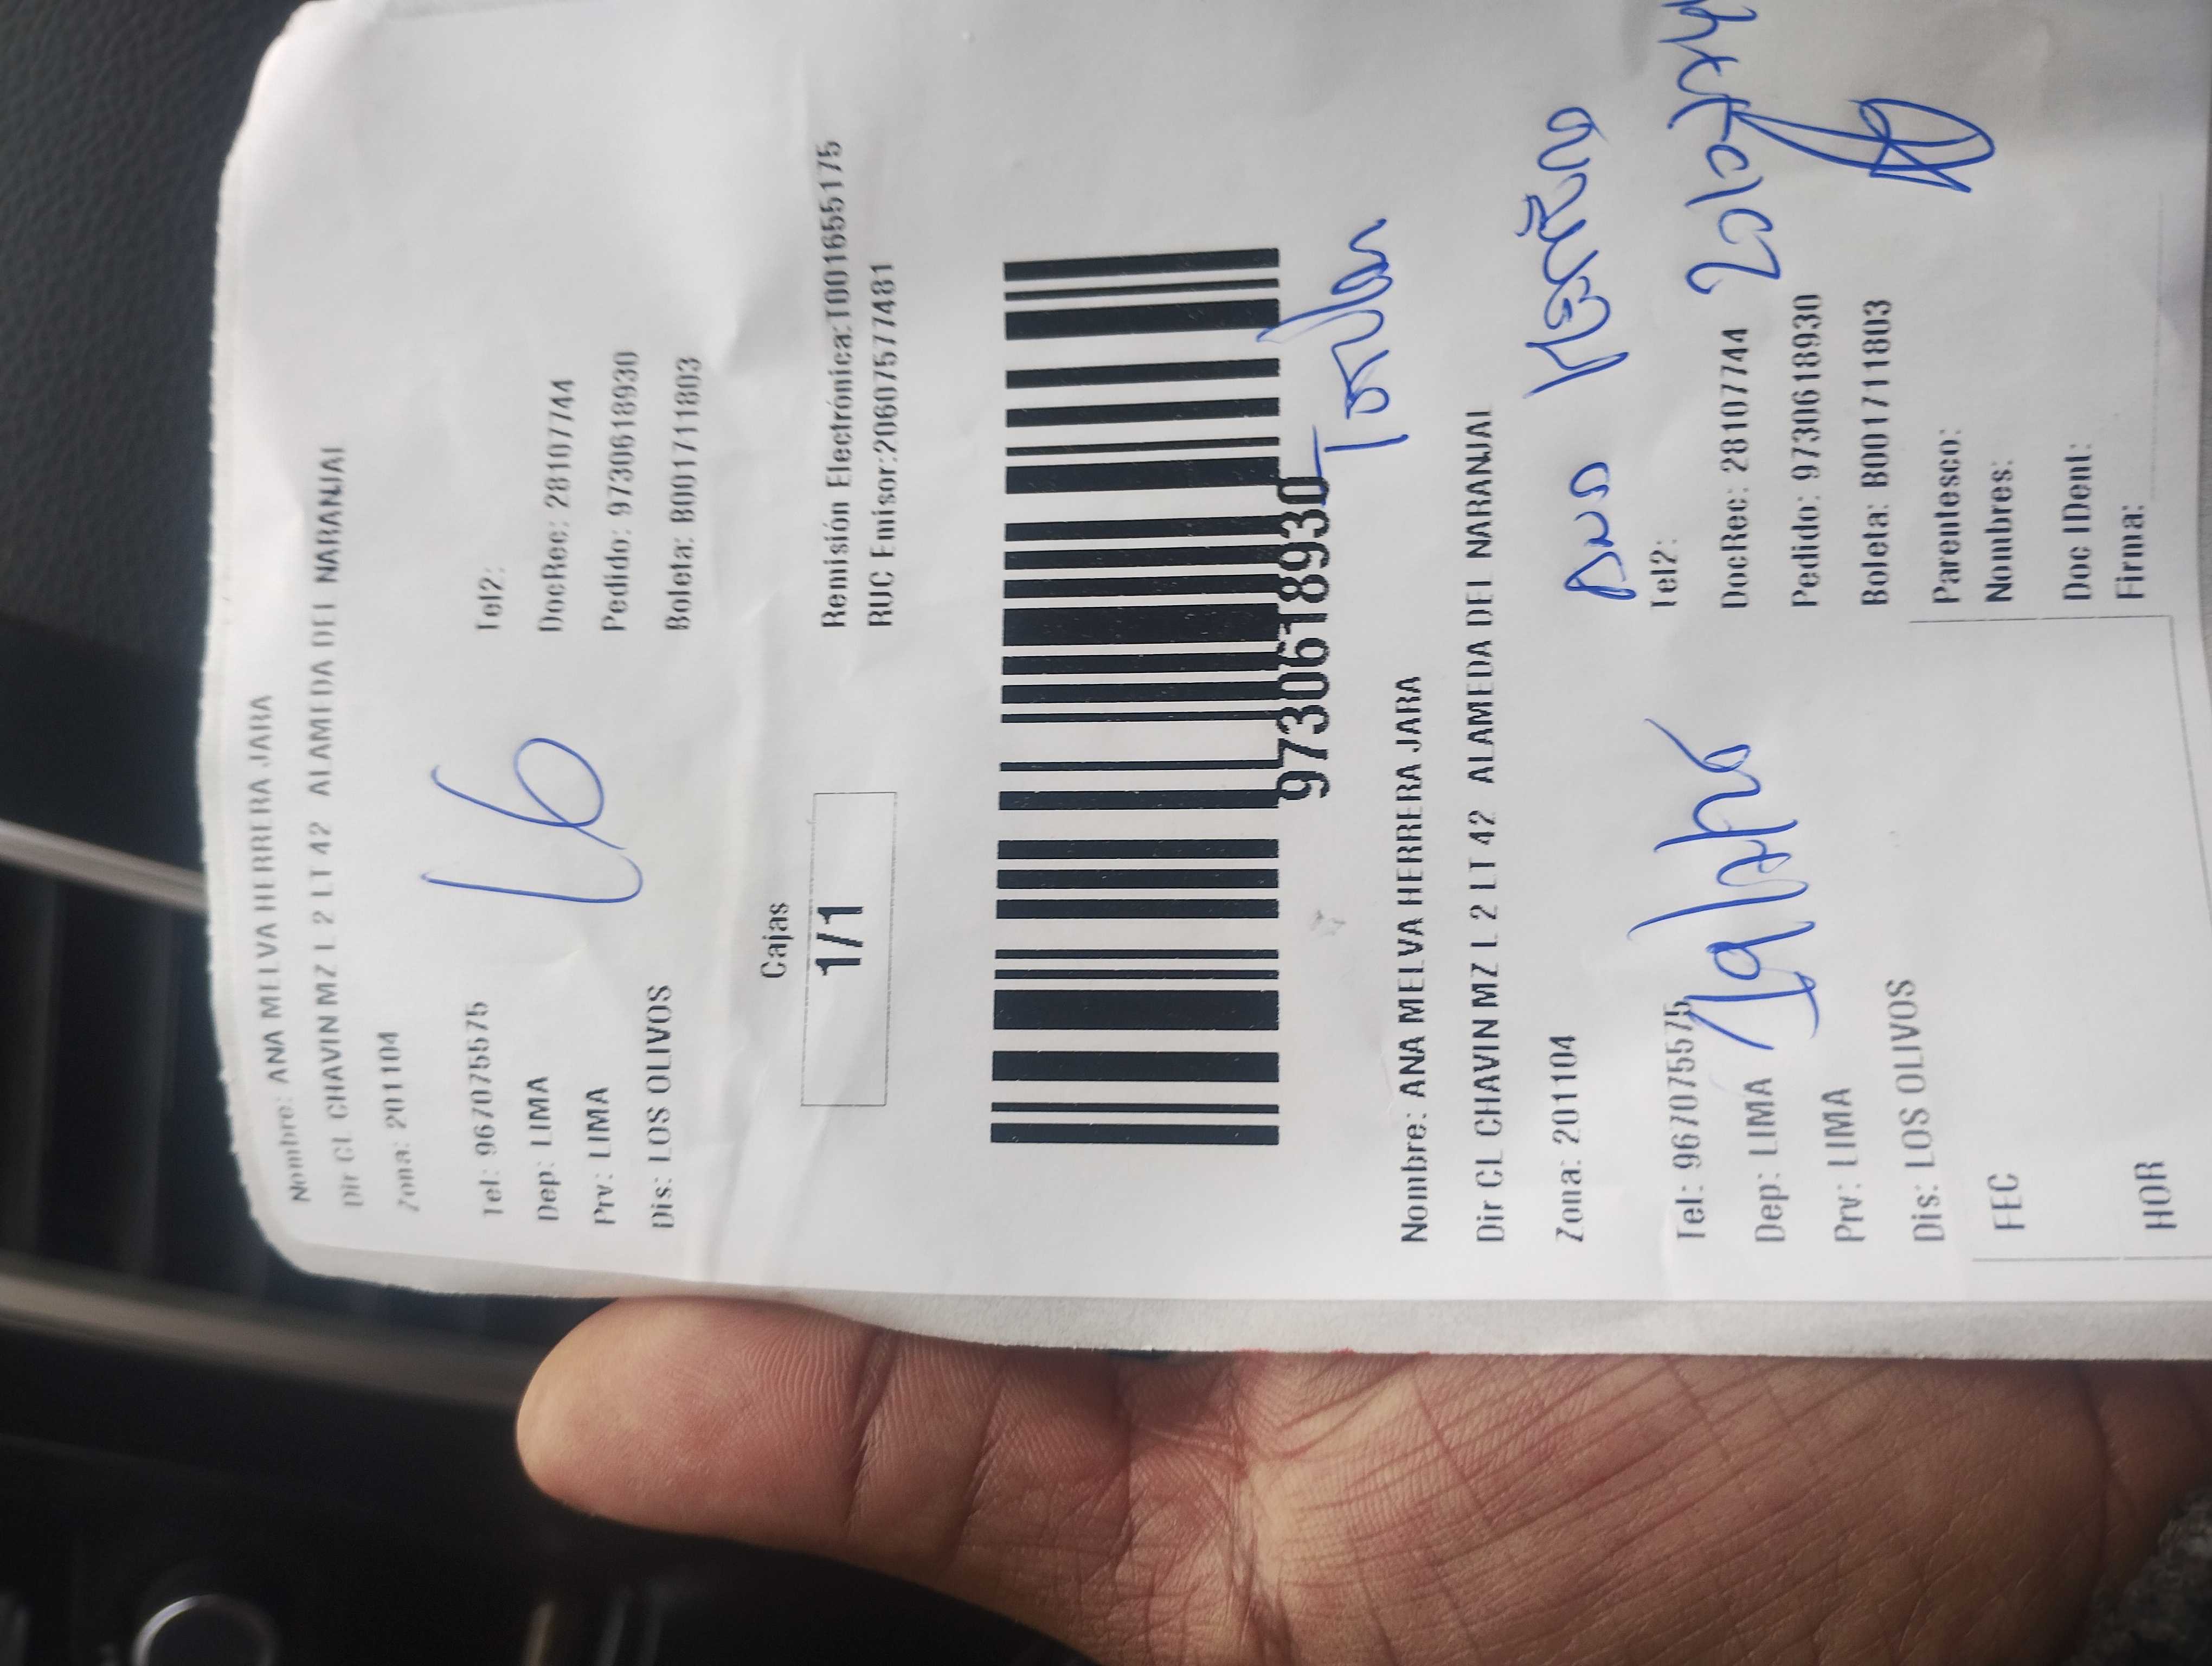 Nombre: ANA MELVA HERRERA JARA
Dir CL CHAVIN MZ L 2 LT 42 ALAMEDA DEL NARANJAL
Zona: 201104
Tel: 967075575 Tel2:
Dep: LIMA DocRec: 28107744
Prv: LIMA Pedido: 9730618930
Dis: LOS OLIVOS Boleta: B001711803
Cajas
1/1
Remisión Electrónica:T001655175
RUC Emisor:20607577481
9730618930
Nombre: ANA MELVA HERRERA JARA
Dir CL CHAVIN MZ L 2 LT 42 ALAMEDA DEL NARANJAL
Zona: 201104
Ana
Tel: 967075575 Tel2:
Dep: LIMA DocRec: 28107744
Prv: LIMA Pedido: 9730618930
Dis: LOS OLIVOS Boleta: B001711803
Parentesco:
FEC Nombres:
Doc IDent:
HOR Firma: